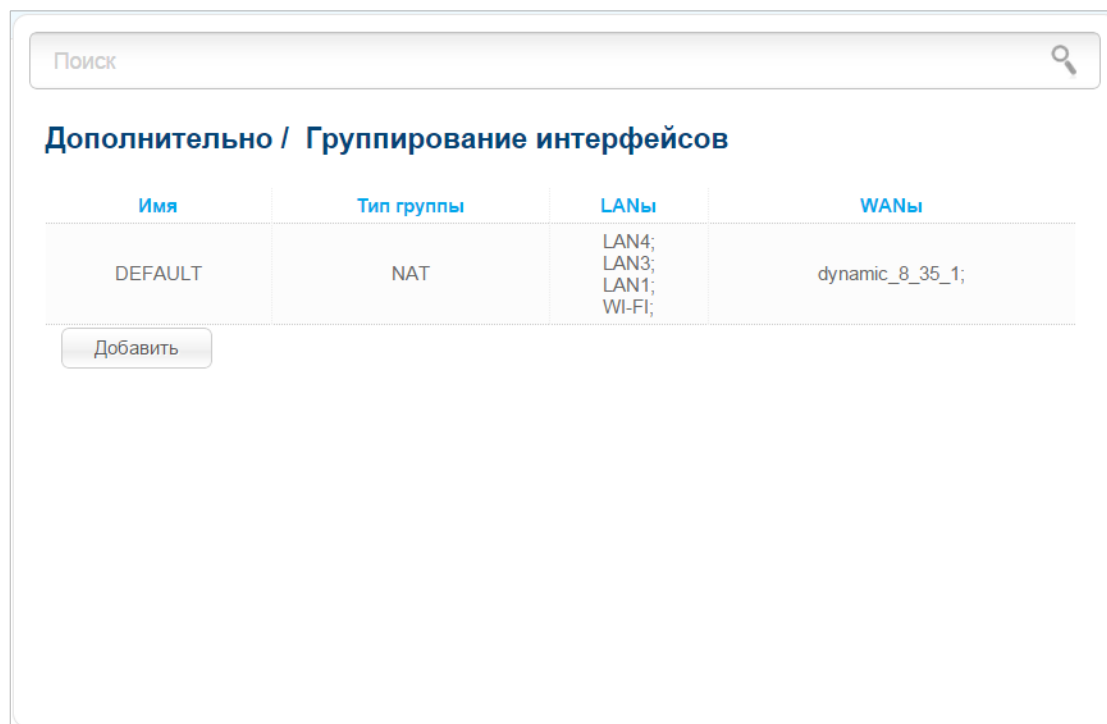 Поиск
Дополнительно / Группирование интерфейсов
Имя Тип группы LANы WANы
DEFAULT NAT LAN4; dynamic_8_35_1;
LAN3;
LAN1;
WI-FI;
Добавить